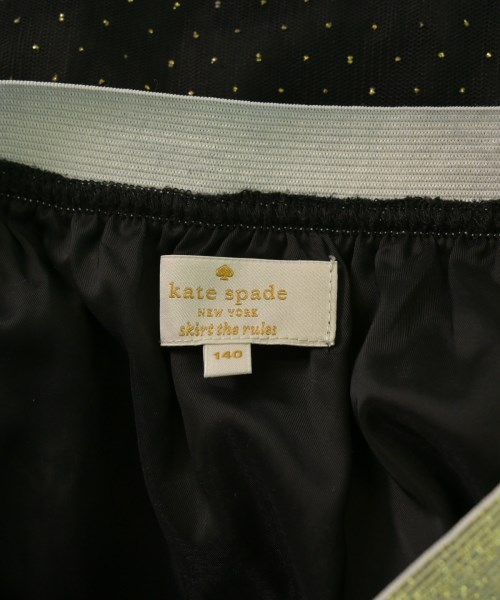 kate spade
NEW YORK
skirt the rules
140